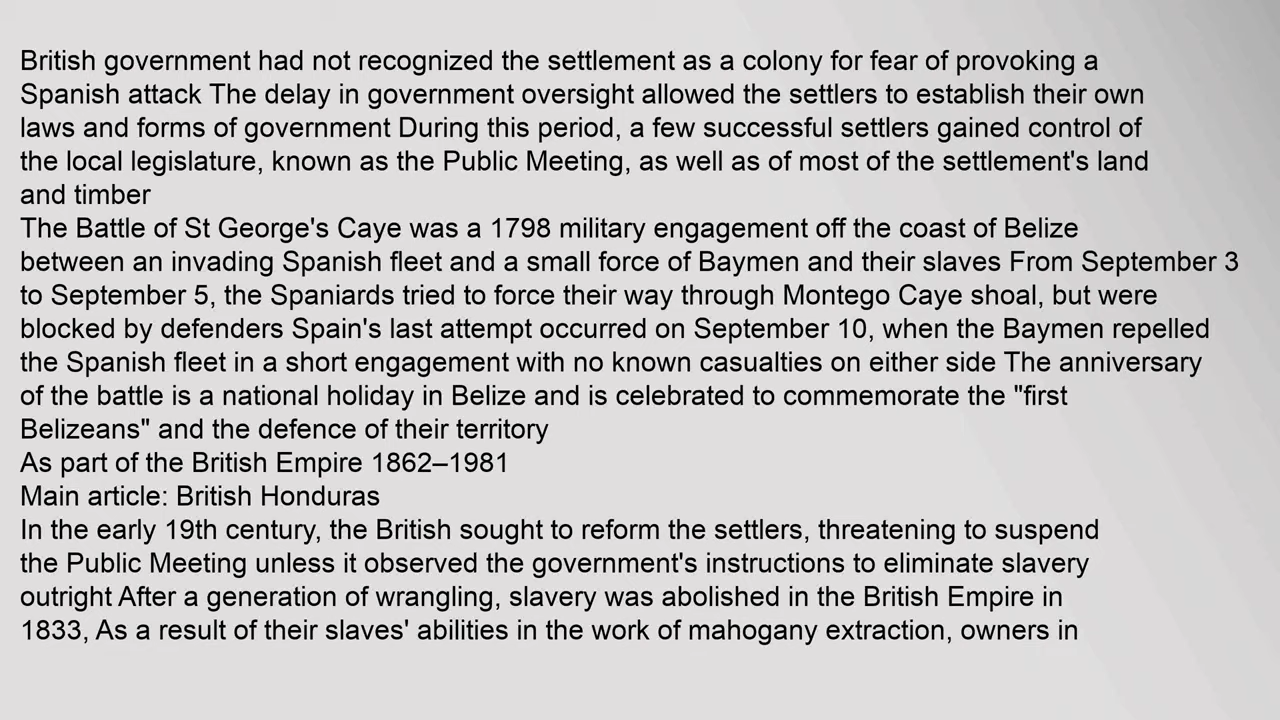 British government had not recognized the settlement as a colony for fear of provoking a
Spanish attack The delay in government oversight allowed the settlers to establish their own
laws and forms of government During this period, a few successful settlers gained control of
the local legislature, known as the Public Meeting, as well as of most of the settlement's land
and timber
The Battle of St George's Caye was a 1798 military engagement off the coast of Belize
between an invading Spanish fleet and a small force of Baymen and their slaves From September 3
to September 5, the Spaniards tried to force their way through Montego Caye shoal, but were
blocked by defenders Spain's last attempt occurred on September 10, when the Baymen repelled
the Spanish fleet in a short engagement with no known casualties on either side The anniversary
of the battle is a national holiday in Belize and is celebrated to commemorate the "first
Belizeans" and the defence of their territory
As part of the British Empire 1862–1981
Main article: British Honduras
In the early 19th century, the British sought to reform the settlers, threatening to suspend
the Public Meeting unless it observed the government's instructions to eliminate slavery
outright After a generation of wrangling, slavery was abolished in the British Empire in
1833, As a result of their slaves' abilities in the work of mahogany extraction, owners in